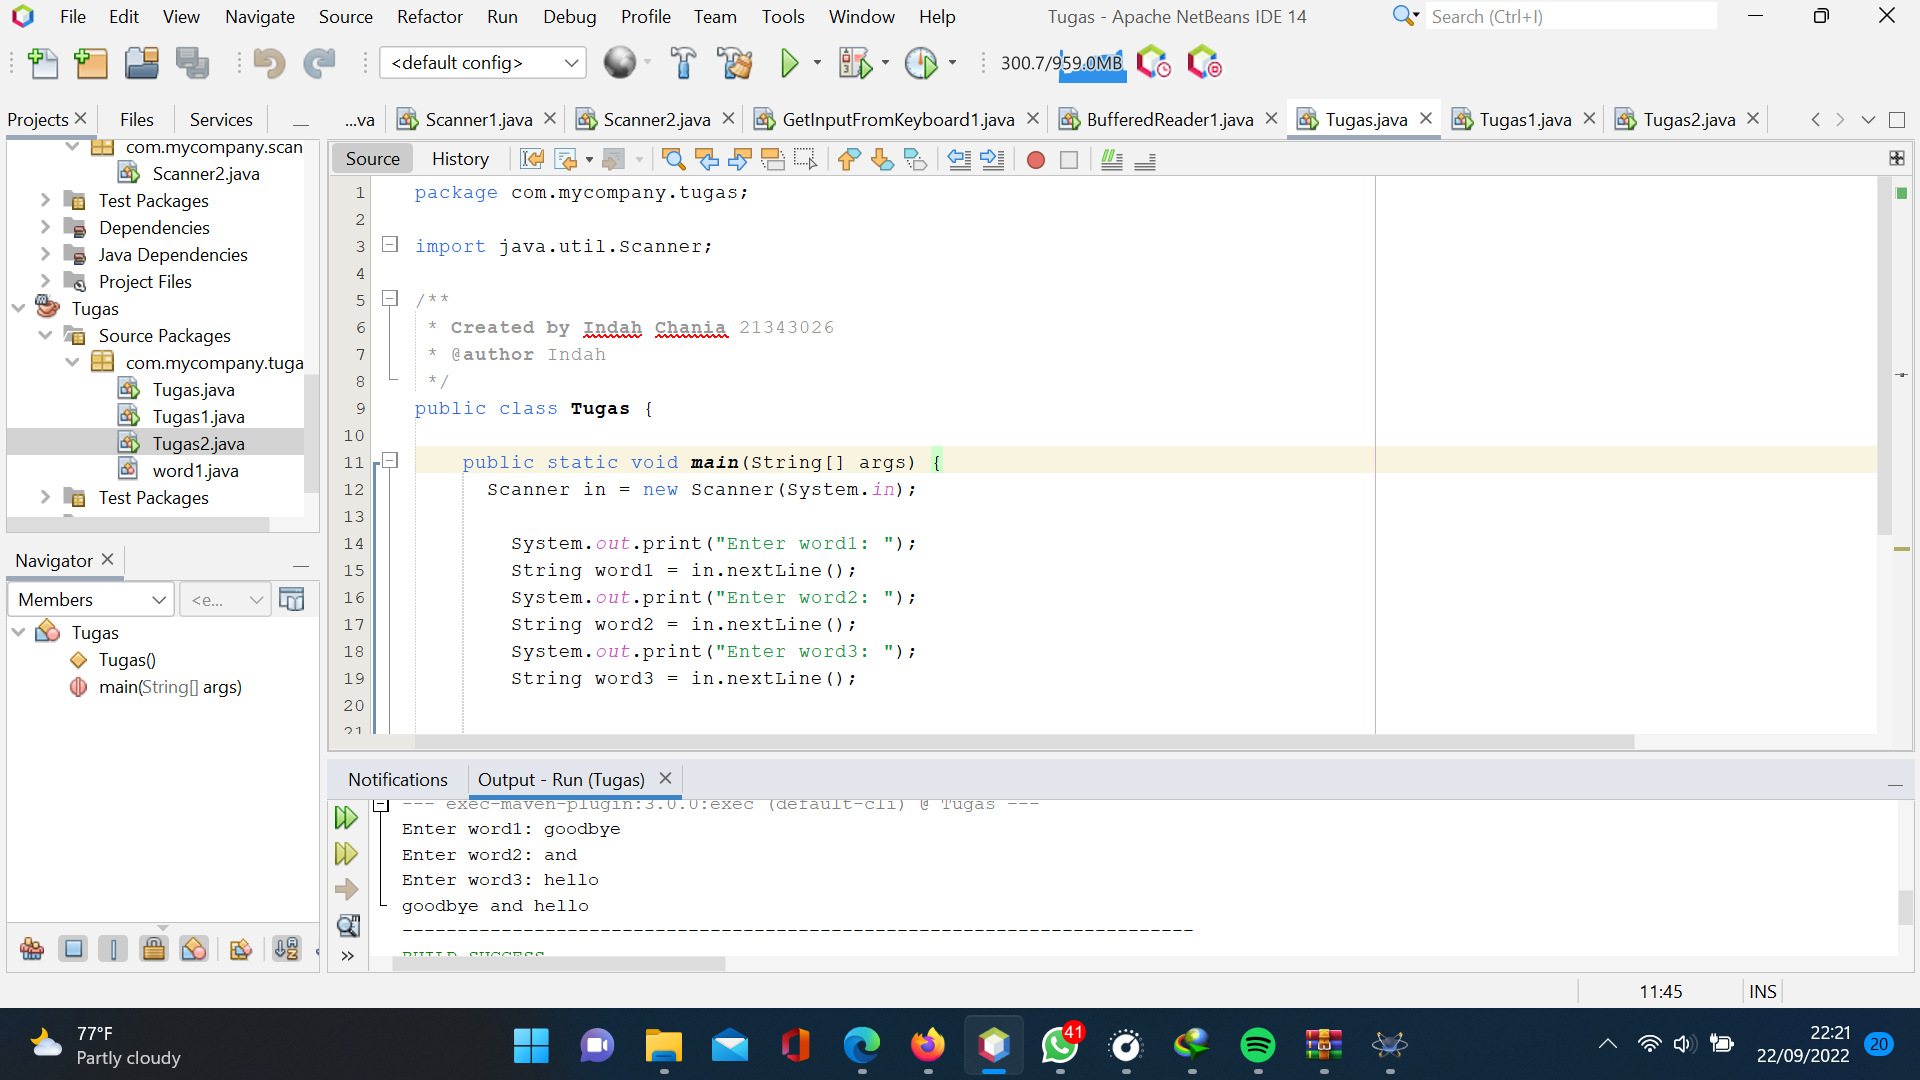 File Edit View Navigate Source Refactor Run Debug Profile Team Tools Window Help
Tugas - Apache NetBeans IDE 14
Search (Ctrl+I)
<default config>
300.7/959.0MB
Projects Files Services
...va Scanner1.java Scanner2.java GetInputFromKeyboard1.java BufferedReader1.java Tugas.java Tugas1.java Tugas2.java
com.mycompany.scan
Scanner2.java
Test Packages
Dependencies
Java Dependencies
Project Files
Tugas
Source Packages
com.mycompany.tuga
Tugas.java
Tugas1.java
Tugas2.java
word1.java
Test Packages
Navigator
Members <e...
Tugas
Tugas()
main(String[] args)
Source History
1 package com.mycompany.tugas;
2
3 import java.util.Scanner;
4
5 /**
6 * Created by Indah Chania 21343026
7 * @author Indah
8 */
9 public class Tugas {
10
11 public static void main(String[] args) {
12 Scanner in = new Scanner(System.in);
13
14 System.out.print("Enter word1: ");
15 String word1 = in.nextLine();
16 System.out.print("Enter word2: ");
17 String word2 = in.nextLine();
18 System.out.print("Enter word3: ");
19 String word3 = in.nextLine();
20
21
Notifications Output - Run (Tugas)
--- exec-maven-plugin:3.0.0:exec (default-cli) @ Tugas ---
Enter word1: goodbye
Enter word2: and
Enter word3: hello
goodbye and hello
------------------------------------------------------------------------
BUILD SUCCESS
11:45 INS
77°F
Partly cloudy
41
22:21
22/09/2022
20